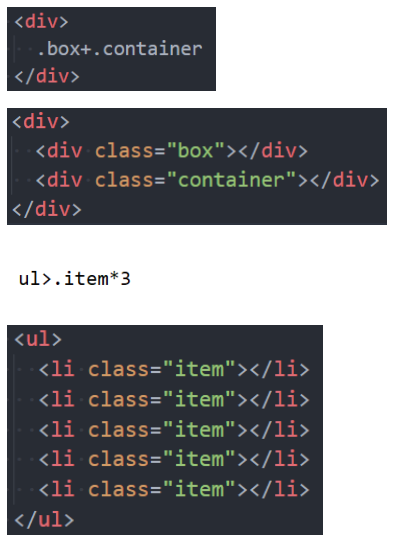 <div>
  .box+.container
</div>
<div>
  <div class="box"></div>
  <div class="container"></div>
</div>
ul>.item*3
<ul>
  <li class="item"></li>
  <li class="item"></li>
  <li class="item"></li>
  <li class="item"></li>
  <li class="item"></li>
</ul>